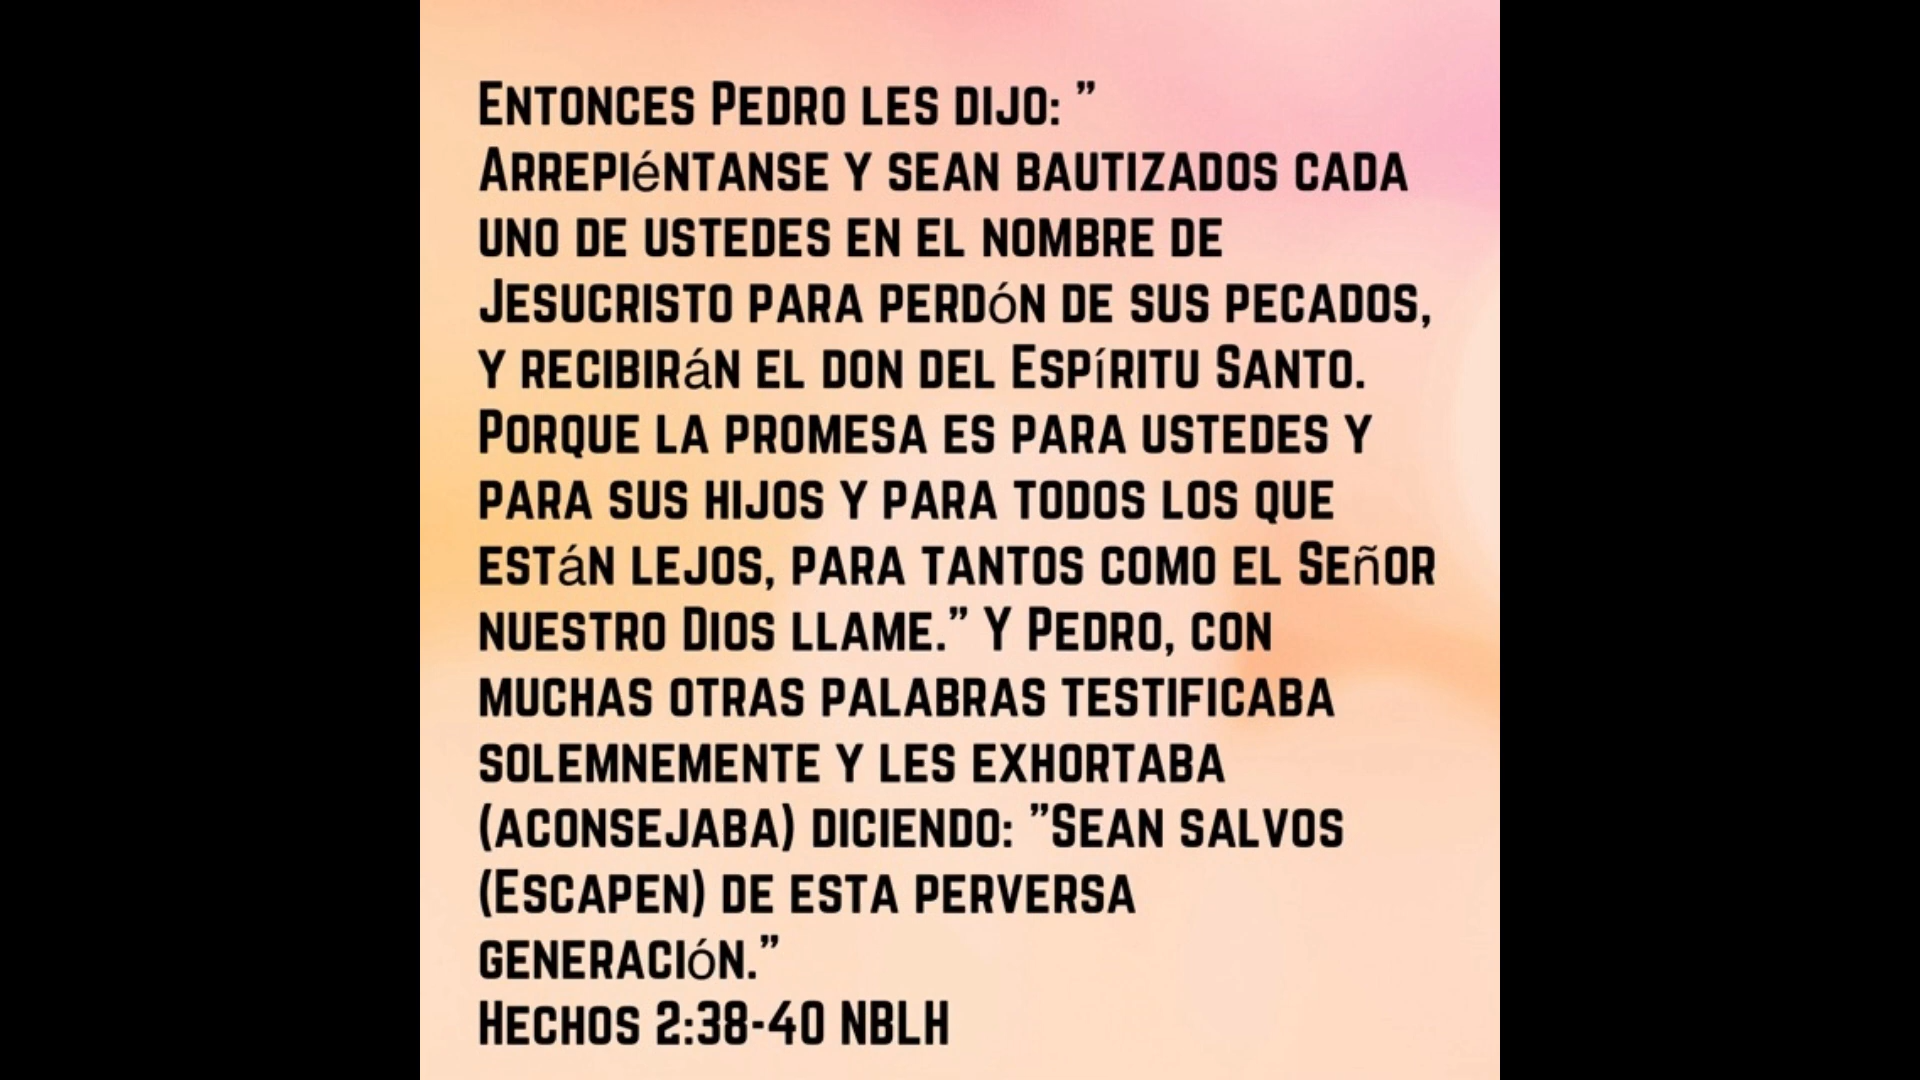 Entonces Pedro les dijo: ”
Arrepiéntanse y sean bautizados cada
uno de ustedes en el nombre de
Jesucristo para perdón de sus pecados,
y recibirán el don del Espíritu Santo.
Porque la promesa es para ustedes y
para sus hijos y para todos los que
están lejos, para tantos como el Señor
nuestro Dios llame.” Y Pedro, con
muchas otras palabras testificaba
solemnemente y les exhortaba
(aconsejaba) diciendo: ”Sean salvos
(Escapen) de esta perversa
generación.”
Hechos 2:38-40 NBLH